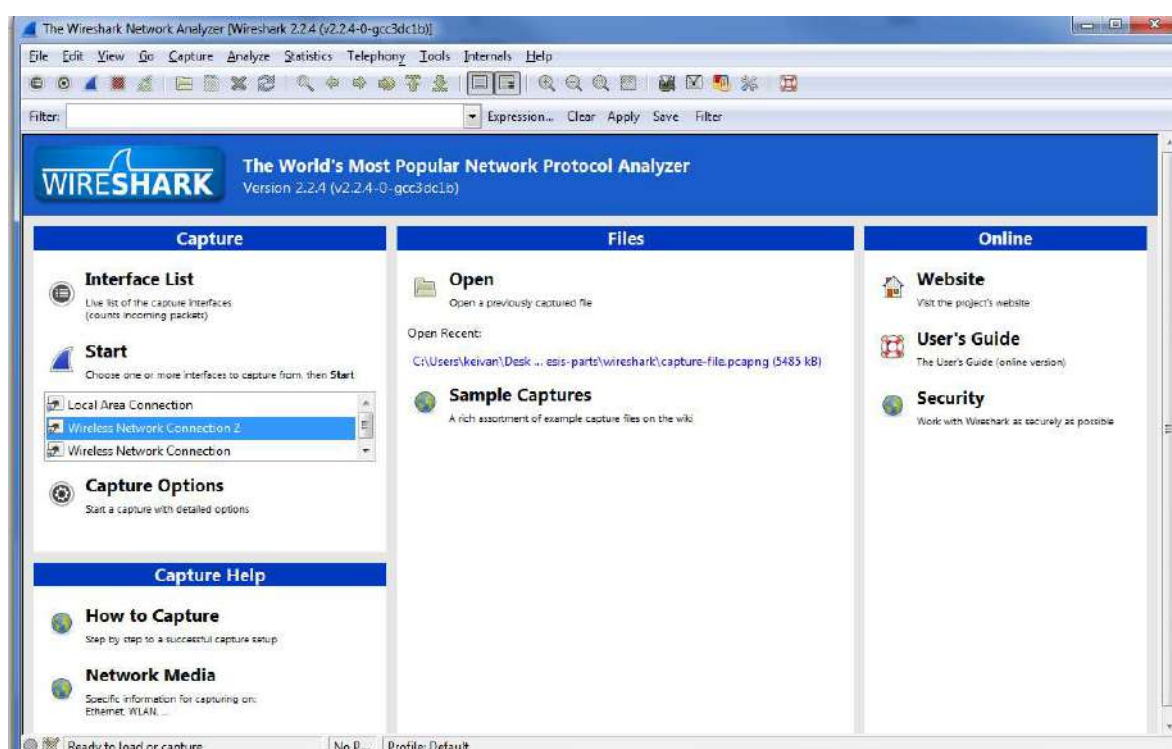 The Wireshark Network Analyzer [Wireshark 2.2.4 (v2.2.4-0-gcc3dc1b)]
File Edit View Go Capture Analyze Statistics Telephony Tools Internals Help
Filter: Expression... Clear Apply Save Filter
WIRESHARK
The World's Most Popular Network Protocol Analyzer
Version 2.2.4 (v2.2.4-0-gcc3dc1b)
Capture
Interface List
Live list of the capture interfaces
(counts incoming packets)
Start
Choose one or more interfaces to capture from, then Start
Local Area Connection
Wireless Network Connection 2
Wireless Network Connection
Capture Options
Start a capture with detailed options
Capture Help
How to Capture
Step by step to a successful capture setup
Network Media
Specific information for capturing on:
Ethernet, WLAN, ...
Files
Open
Open a previously captured file
Open Recent:
C:\Users\keivan\Desk ... esis-parts\wireshark\capture-file.pcapng (5485 kB)
Sample Captures
A rich assortment of example capture files on the wiki
Online
Website
Visit the project's website
User's Guide
The User's Guide (online version)
Security
Work with Wireshark as securely as possible
Ready to load or capture No P... Profile: Default